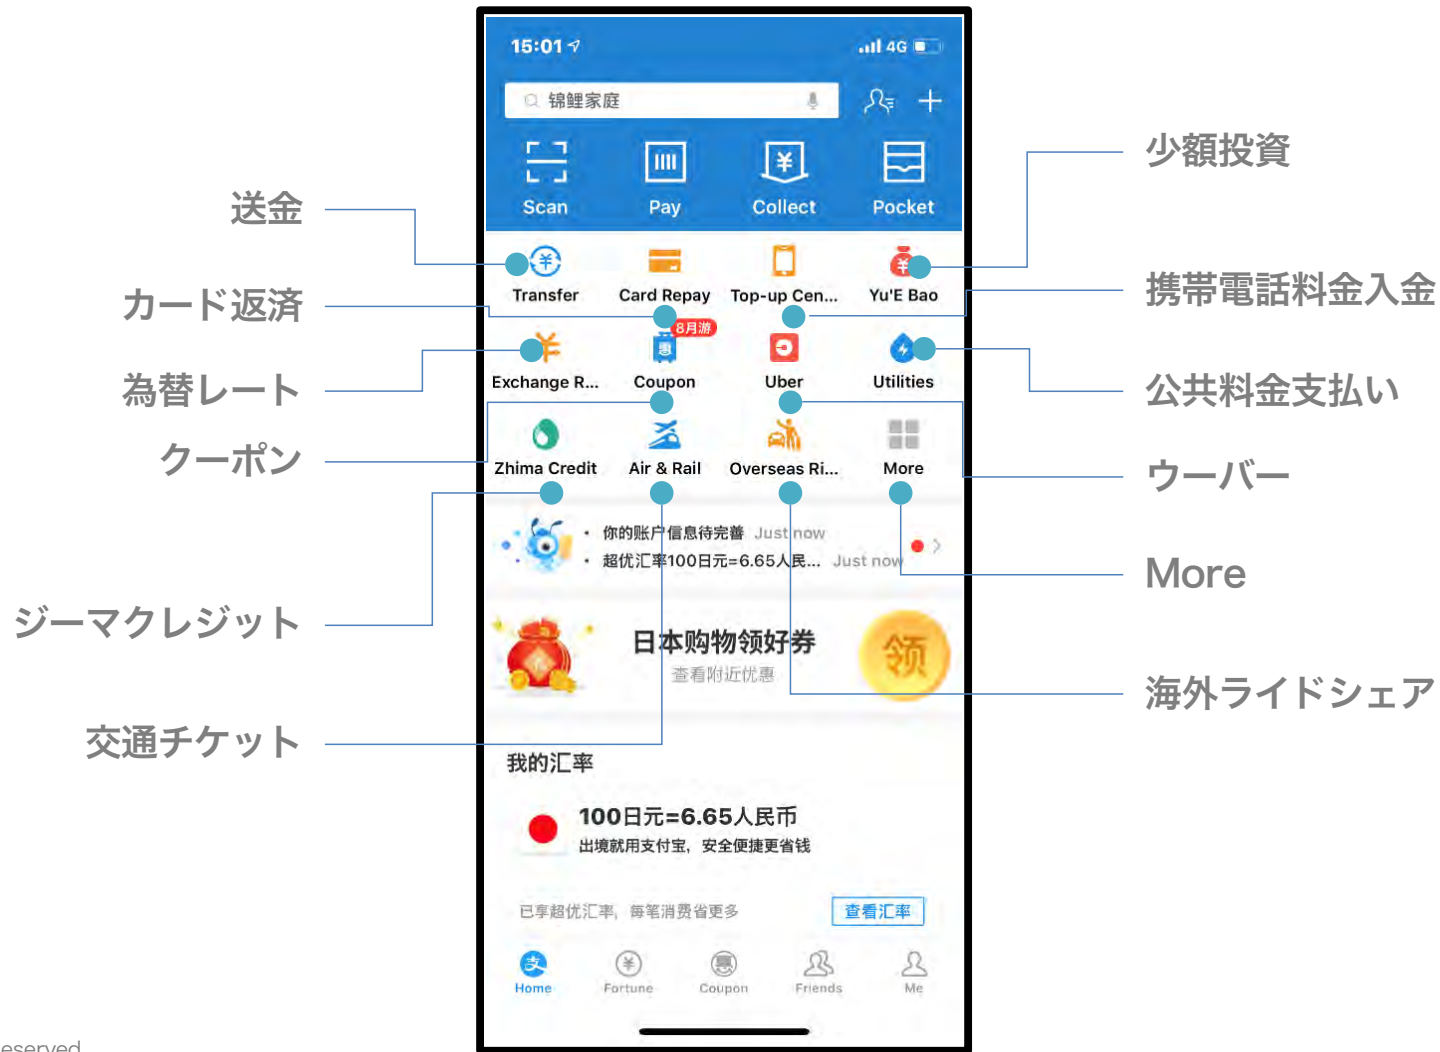 15:01
4G
锦鲤家庭
Scan
Pay
Collect
Pocket
Transfer
Card Repay
Top-up Cen...
Yu'E Bao
8月游
惠
Exchange R...
Coupon
Uber
Utilities
Zhima Credit
Air & Rail
Overseas Ri...
More
・ 你的账户信息待完善 Just now
・ 超优汇率100日元=6.65人民... Just now
日本购物领好券
查看附近优惠
领
我的汇率
100日元=6.65人民币
出境就用支付宝，安全便捷更省钱
已享超优汇率，每笔消费省更多
查看汇率
支
惠
Home
Fortune
Coupon
Friends
Me
送金
カード返済
為替レート
クーポン
ジーマクレジット
交通チケット
少額投資
携帯電話料金入金
公共料金支払い
ウーバー
More
海外ライドシェア
eserved